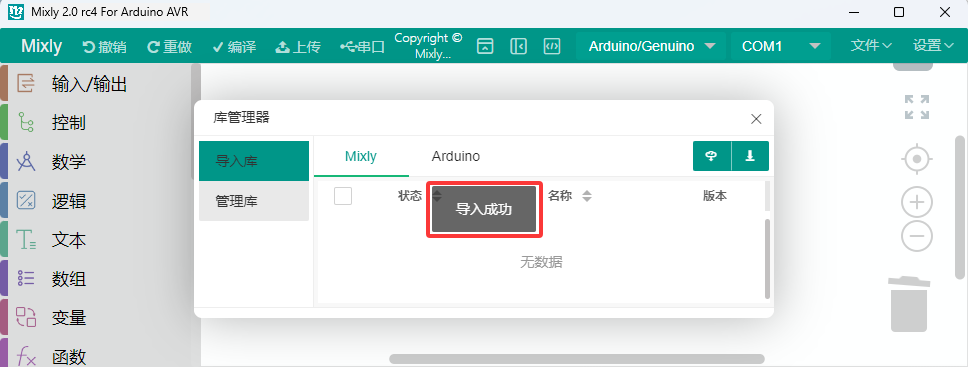 Mixly 2.0 rc4 For Arduino AVR
Mixly 撤销 重做 编译 上传 串口 Copyright © Mixly... Arduino/Genuino COM1 文件 设置
输入/输出
控制
数学
逻辑
文本
数组
变量
函数
库管理器
导入库
管理库
Mixly Arduino
状态 名称 版本
导入成功
无数据